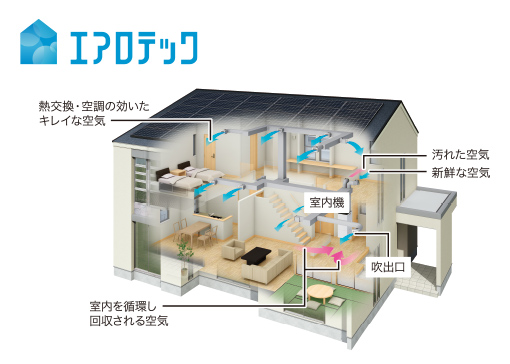 エアロテック
熱交換・空調の効いた
キレイな空気
汚れた空気
新鮮な空気
室内機
吹出口
室内を循環し
回収される空気